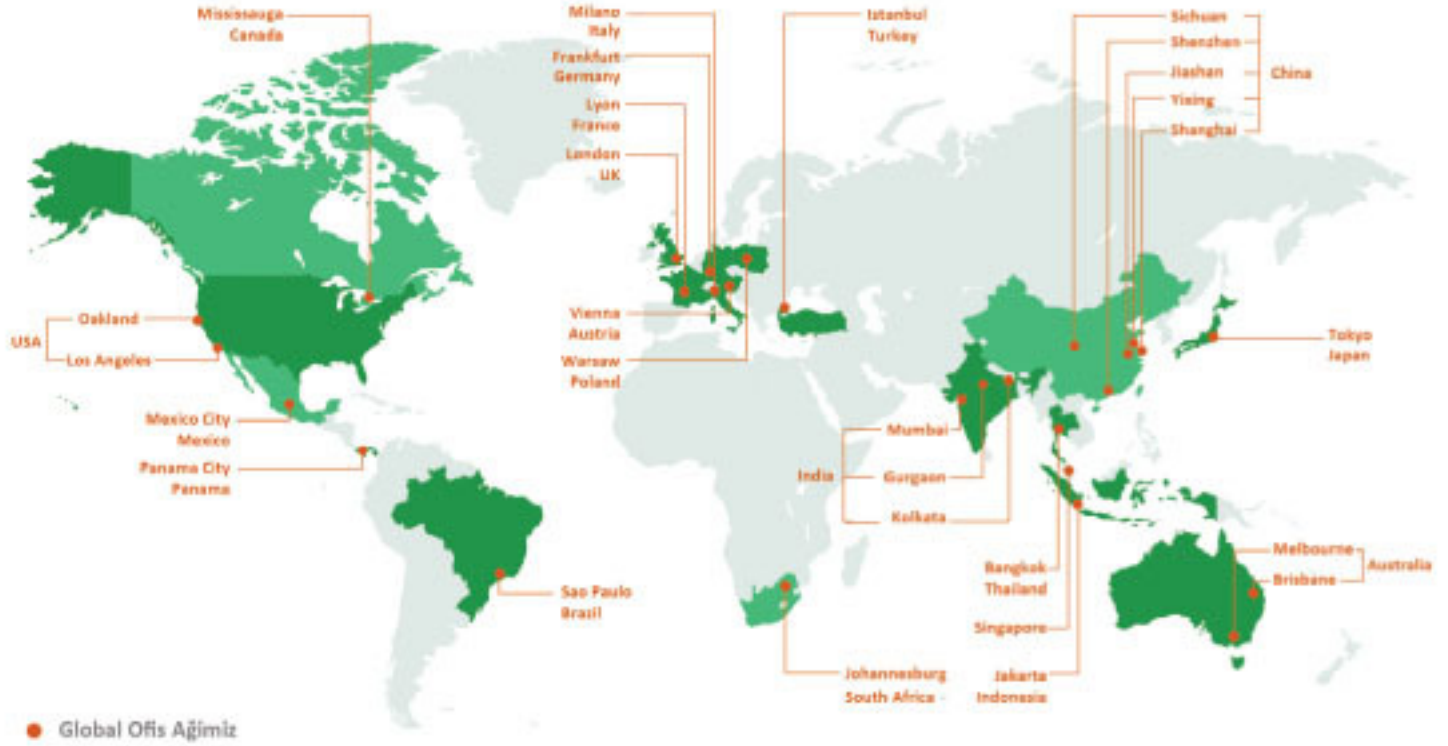 Mississauga
Canada
Milano
Italy
Frankfurt
Germany
Lyon
France
London
UK
Istanbul
Turkey
Sichuan
Shenzhen
Jiashan
Yixing
Shanghai
China
USA
Oakland
Los Angeles
Mexico City
Mexico
Panama City
Panama
Vienna
Austria
Warsaw
Poland
Tokyo
Japan
India
Mumbai
Gurgaon
Kolkata
Sao Paulo
Brazil
Bangkok
Thailand
Singapore
Jakarta
Indonesia
Melbourne
Brisbane
Australia
Johannesburg
South Africa
Global Ofis Ağimiz